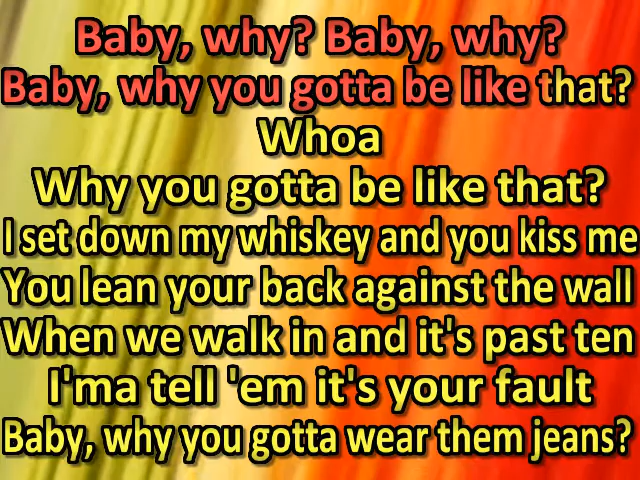 Baby, why? Baby, why?
Baby, why you gotta be like that?
Whoa
Why you gotta be like that?
I set down my whiskey and you kiss me
You lean your back against the wall
When we walk in and it's past ten
I'ma tell 'em it's your fault
Baby, why you gotta wear them jeans?